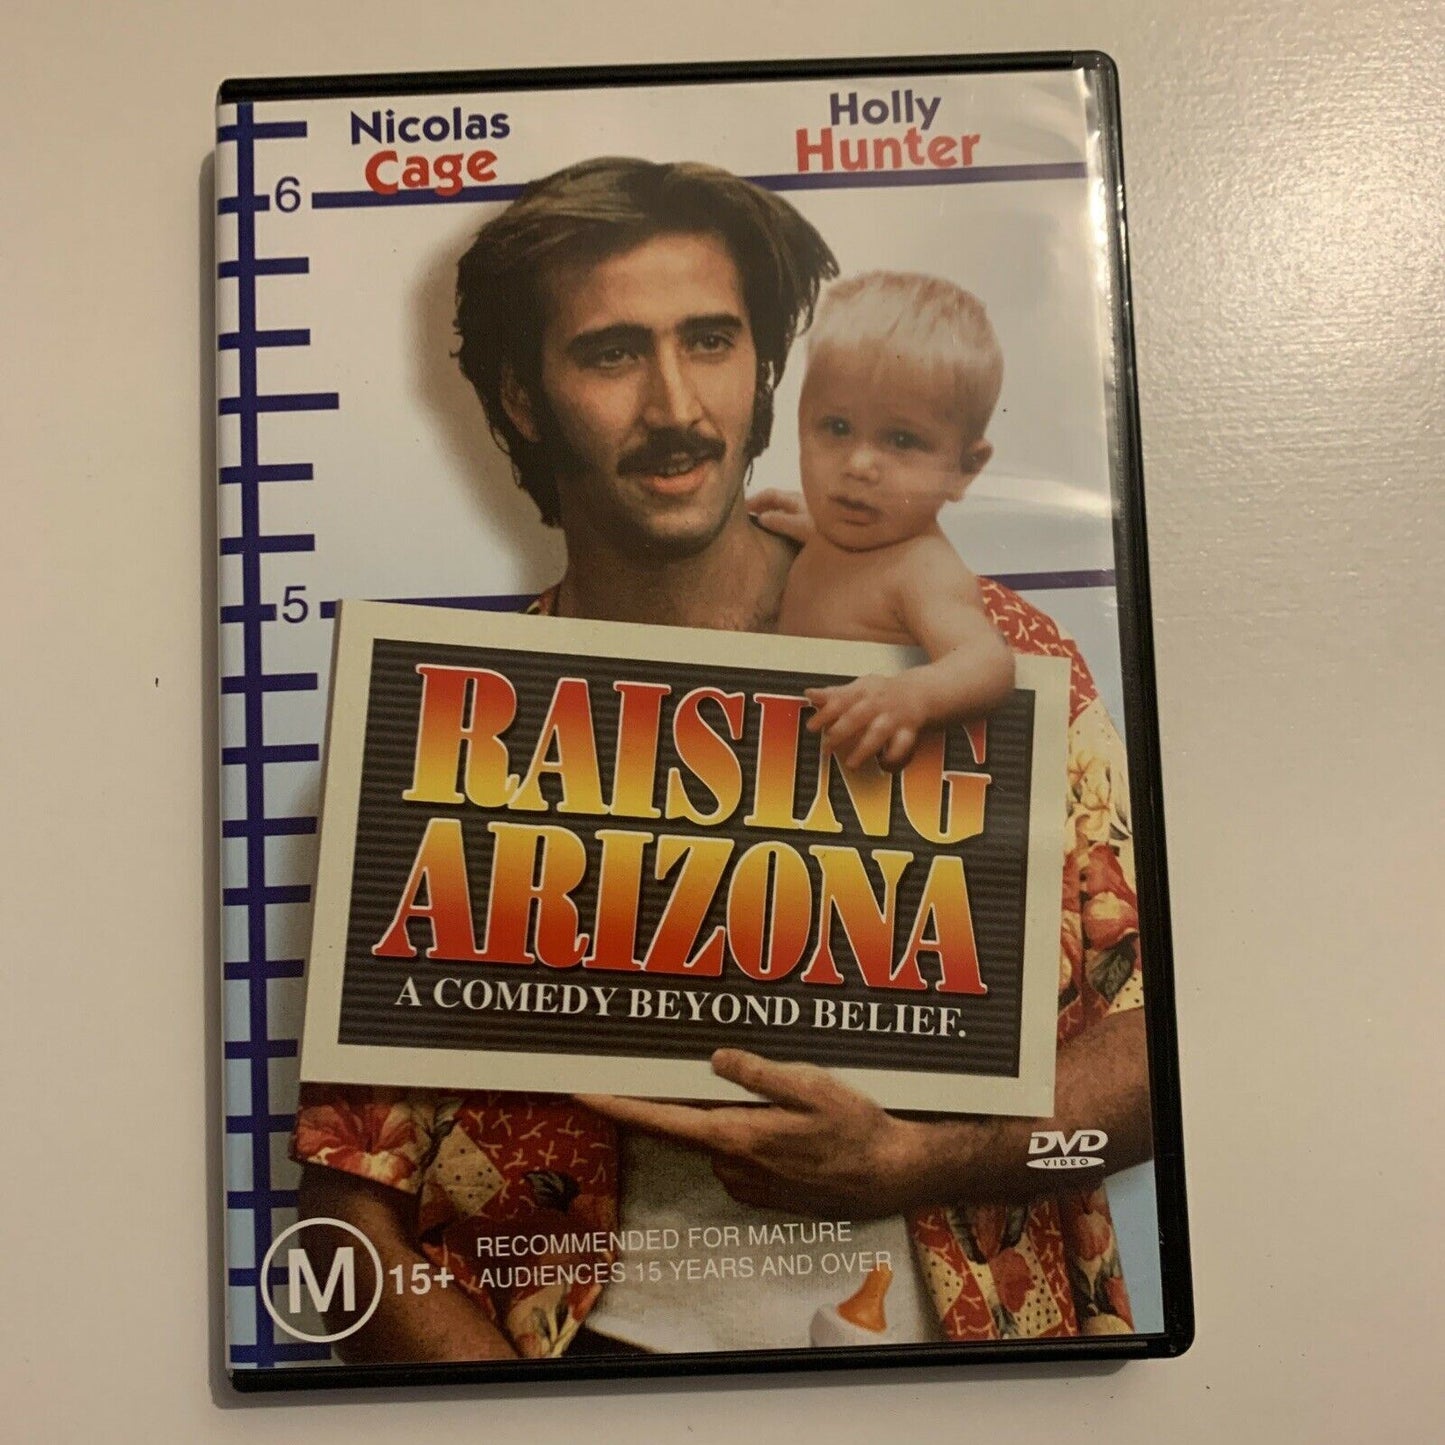 Nicolas
Cage
Holly
Hunter
6
5
RAISING
ARIZONA
A COMEDY BEYOND BELIEF.
DVD
VIDEO
M 15+
RECOMMENDED FOR MATURE
AUDIENCES 15 YEARS AND OVER